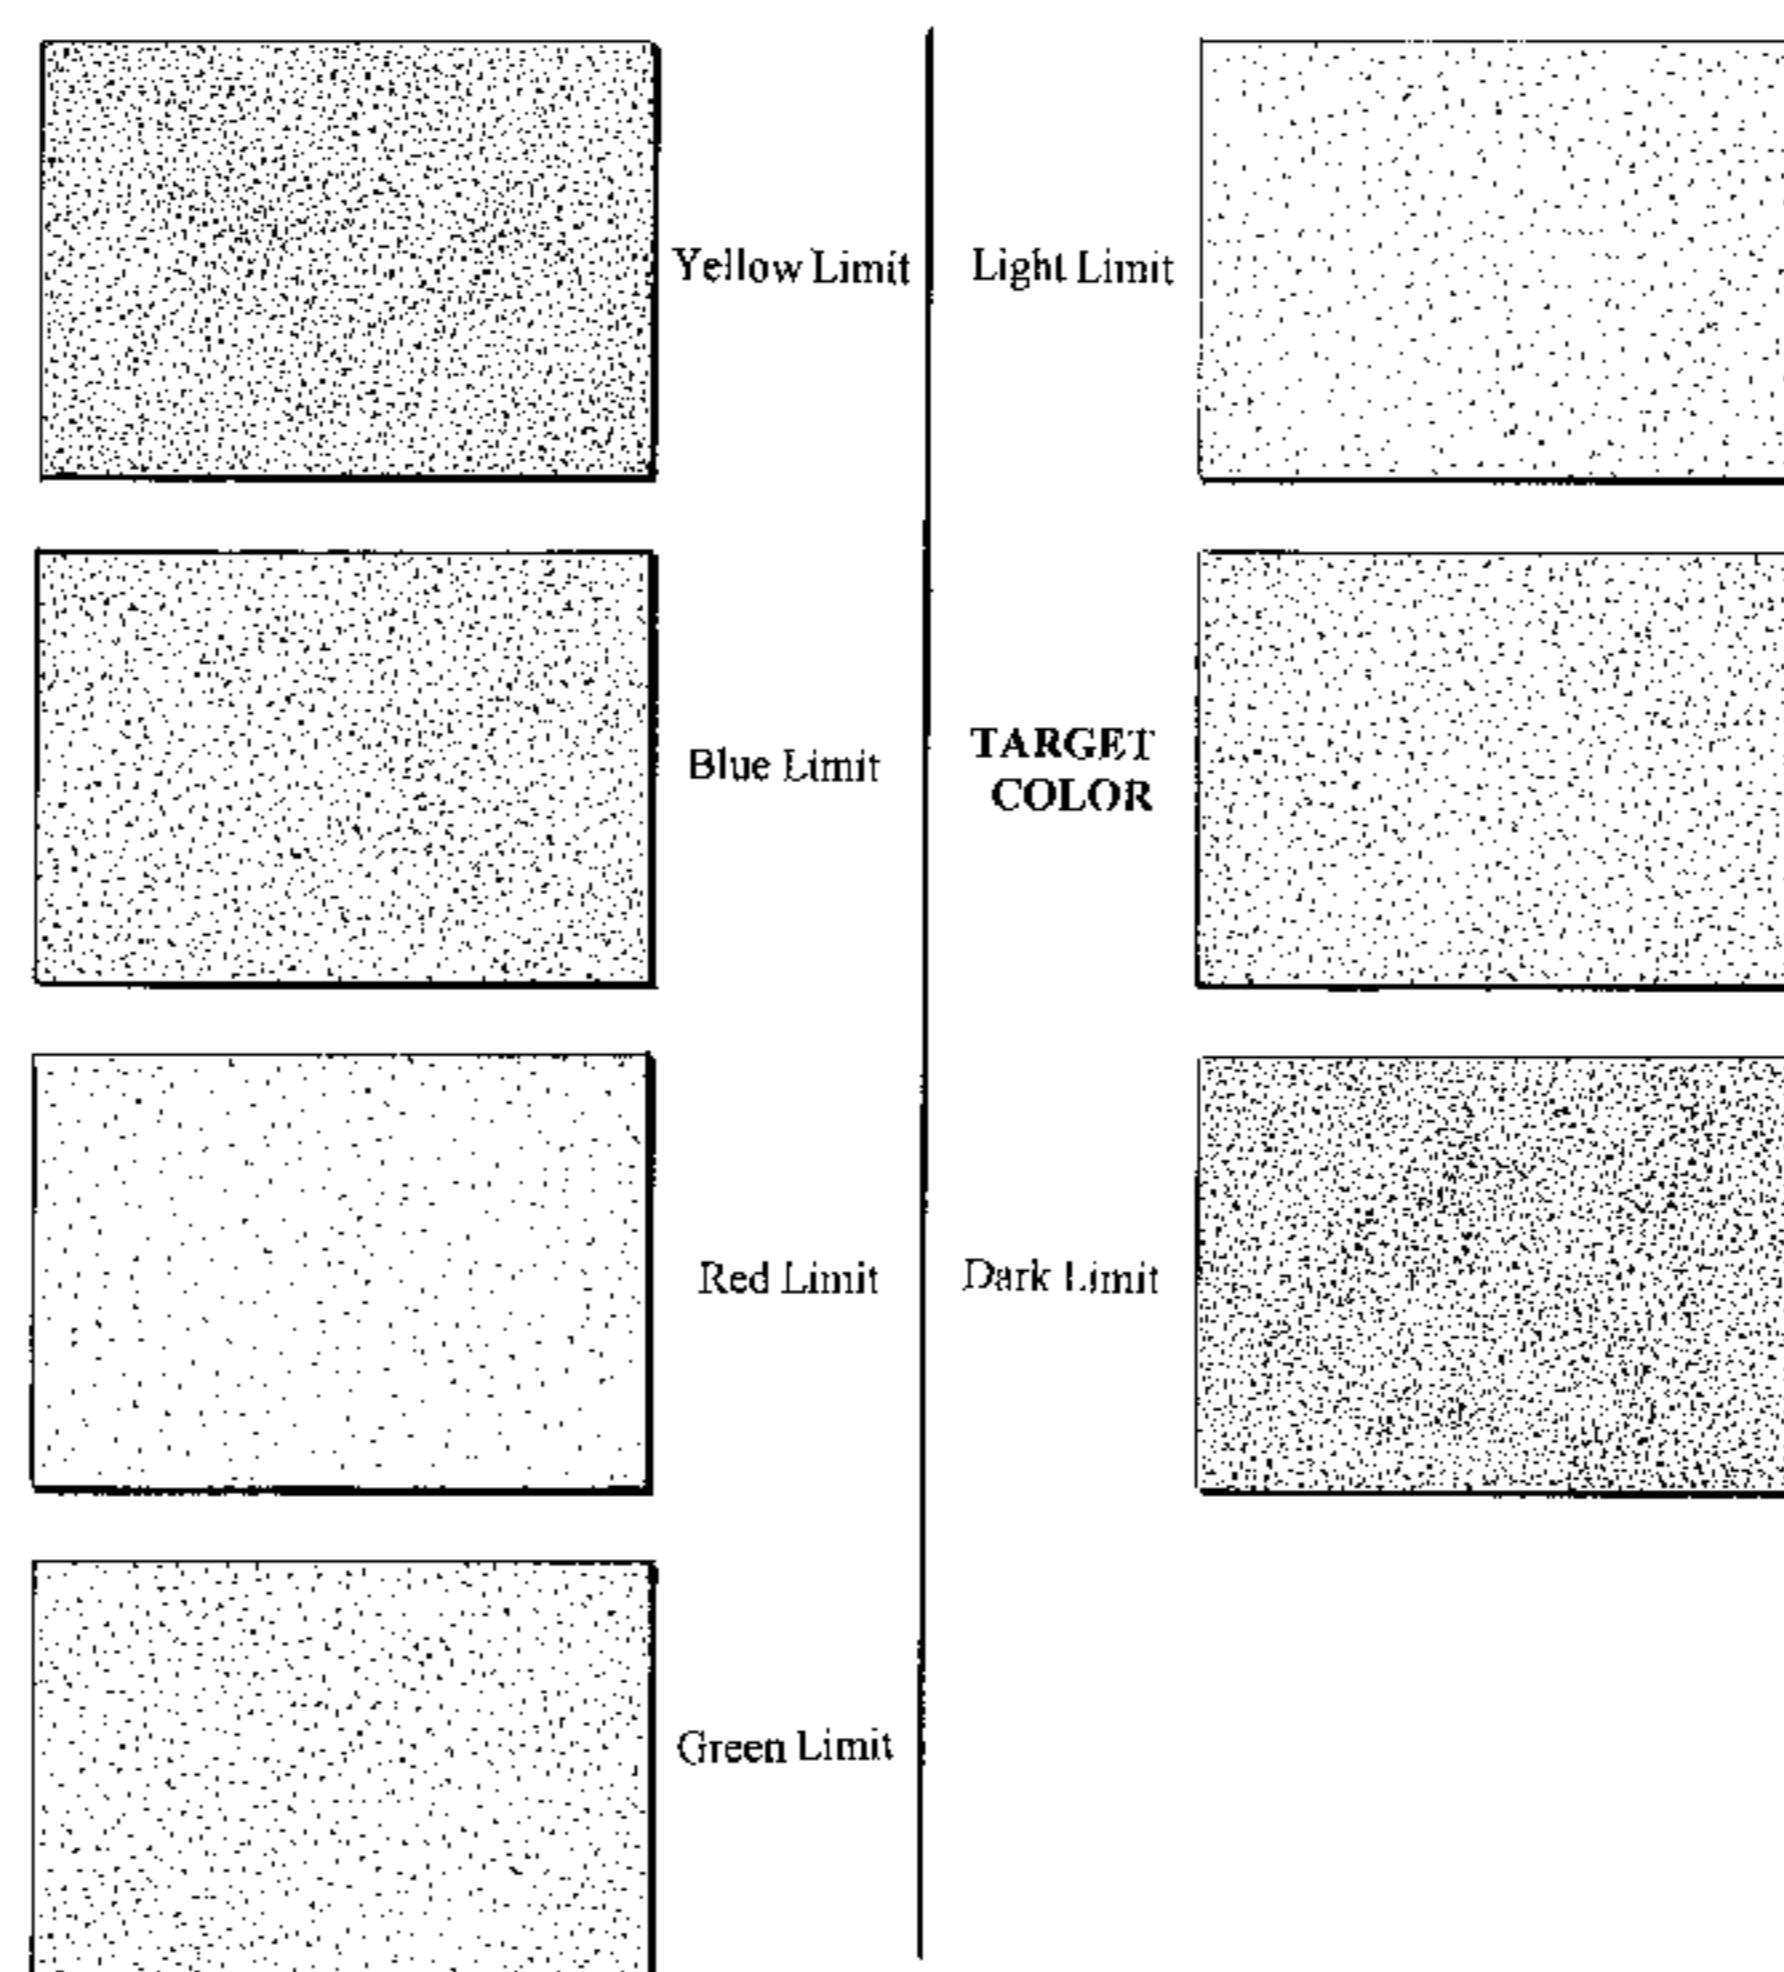 Yellow Limit
Blue Limit
Red Limit
Green Limit
Light Limit
TARGET
COLOR
Dark Limit